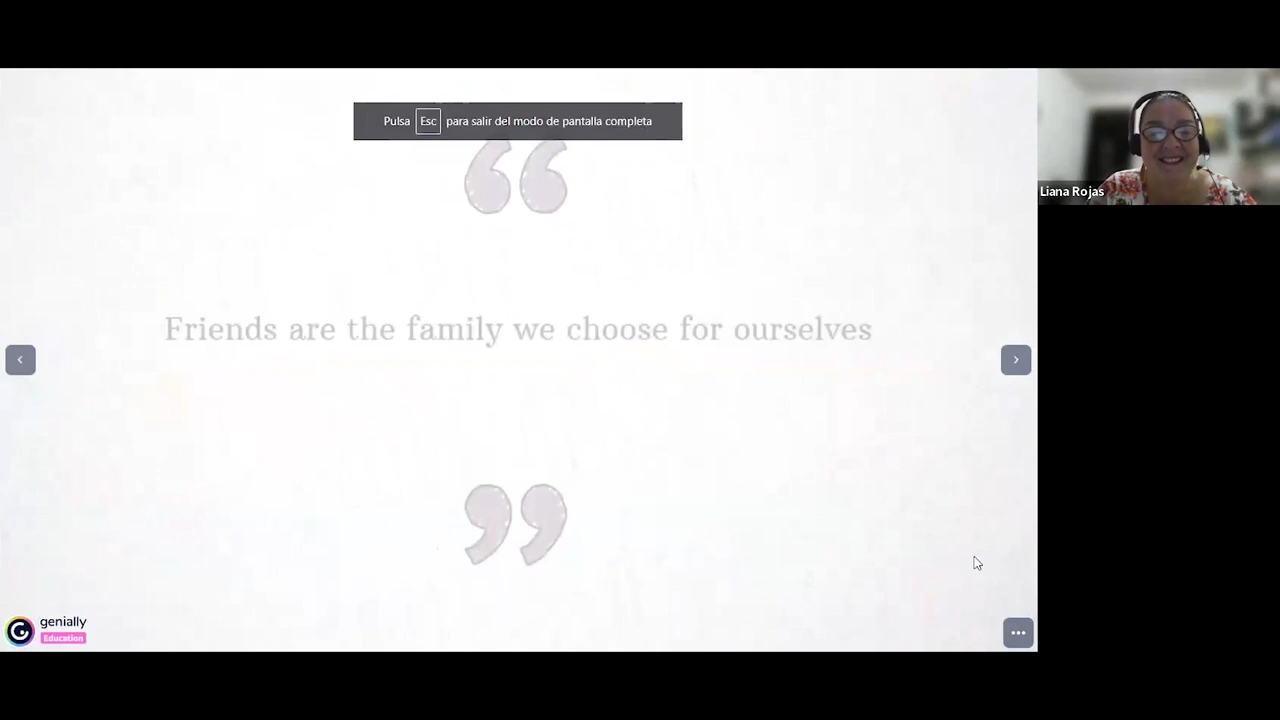 Pulsa Esc para salir del modo de pantalla completa
“
Friends are the family we choose for ourselves
”
Liana Rojas
genially
Education